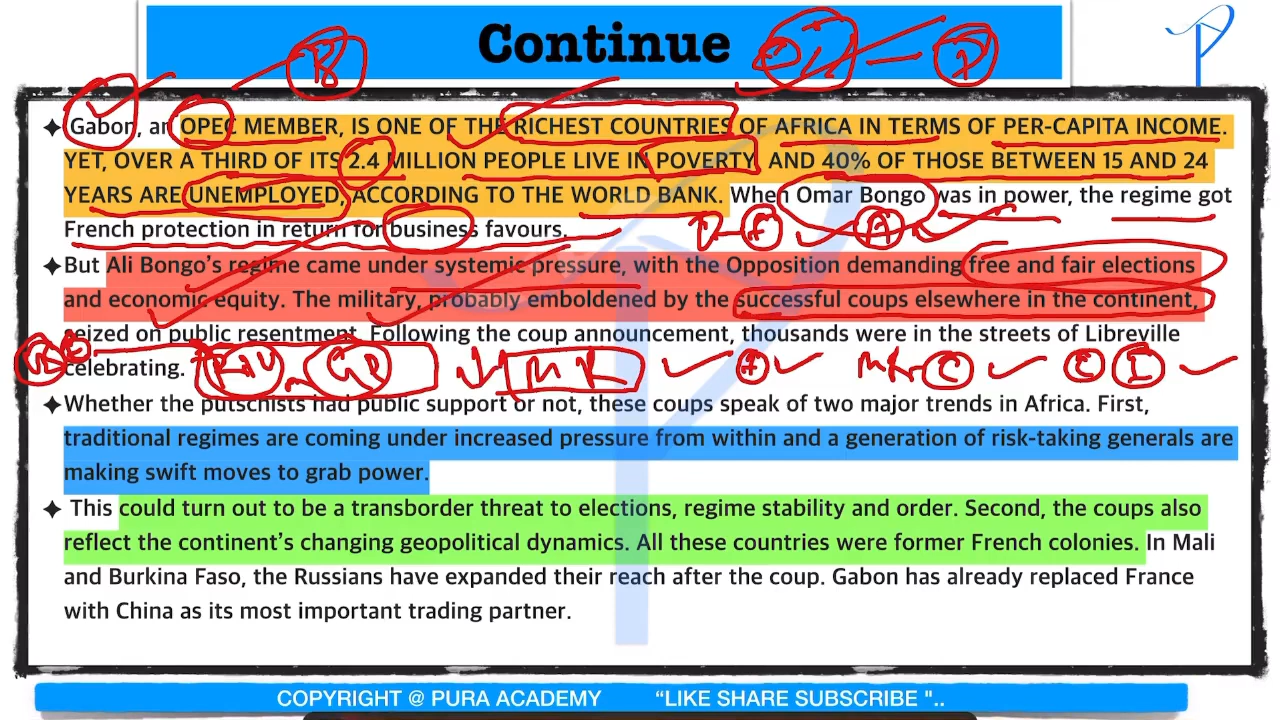 Continue
Gabon, an OPEC MEMBER, IS ONE OF THE RICHEST COUNTRIES OF AFRICA IN TERMS OF PER-CAPITA INCOME.
YET, OVER A THIRD OF ITS 2.4 MILLION PEOPLE LIVE IN POVERTY AND 40% OF THOSE BETWEEN 15 AND 24
YEARS ARE UNEMPLOYED, ACCORDING TO THE WORLD BANK. When Omar Bongo was in power, the regime got
French protection in return for business favours.
But Ali Bongo's regime came under systemic pressure, with the Opposition demanding free and fair elections
and economic equity. The military, probably emboldened by the successful coups elsewhere in the continent,
seized on public resentment. Following the coup announcement, thousands were in the streets of Libreville
celebrating.
Whether the putschists had public support or not, these coups speak of two major trends in Africa. First,
traditional regimes are coming under increased pressure from within and a generation of risk-taking generals are
making swift moves to grab power.
This could turn out to be a transborder threat to elections, regime stability and order. Second, the coups also
reflect the continent's changing geopolitical dynamics. All these countries were former French colonies. In Mali
and Burkina Faso, the Russians have expanded their reach after the coup. Gabon has already replaced France
with China as its most important trading partner.
COPYRIGHT @ PURA ACADEMY "LIKE SHARE SUBSCRIBE "..